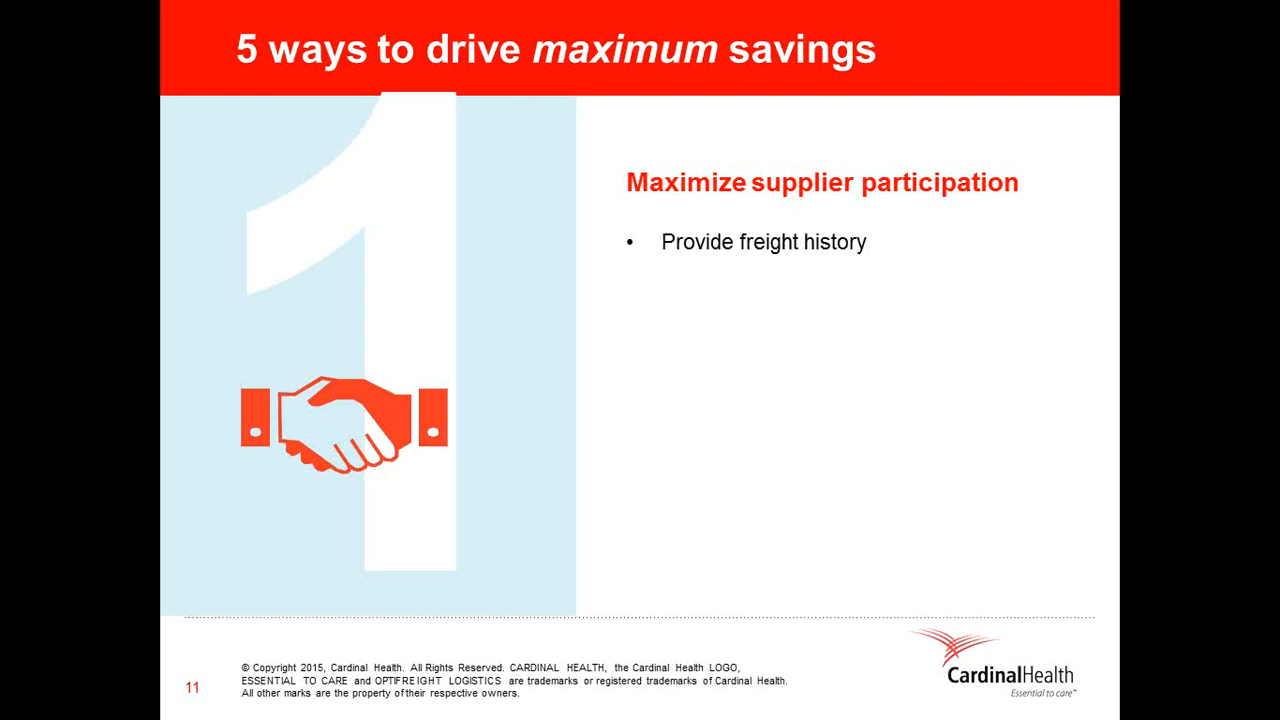 5 ways to drive maximum savings
1
Maximize supplier participation
• Provide freight history
11
© Copyright 2015, Cardinal Health. All Rights Reserved. CARDINAL HEALTH, the Cardinal Health LOGO,
ESSENTIAL TO CARE and OPTIFREIGHT LOGISTICS are trademarks or registered trademarks of Cardinal Health.
All other marks are the property of their respective owners.
CardinalHealth
Essential to care™